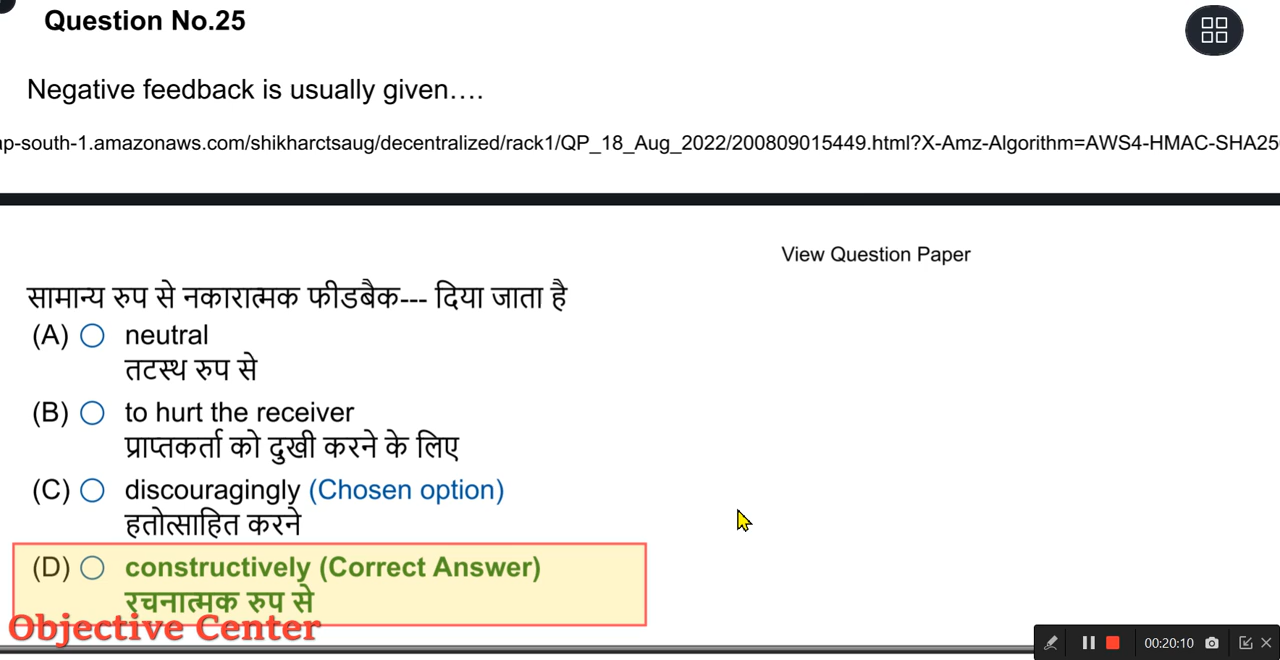 Question No.25
Negative feedback is usually given....
ap-south-1.amazonaws.com/shikharctsaug/decentralized/rack1/QP_18_Aug_2022/200809015449.html?X-Amz-Algorithm=AWS4-HMAC-SHA256
View Question Paper
सामान्य रुप से नकारात्मक फीडबैक--- दिया जाता है
(A) neutral
तटस्थ रुप से
(B) to hurt the receiver
प्राप्तकर्ता को दुखी करने के लिए
(C) discouragingly (Chosen option)
हतोत्साहित करने
(D) constructively (Correct Answer)
रचनात्मक रुप से
Objective Center
00:20:10